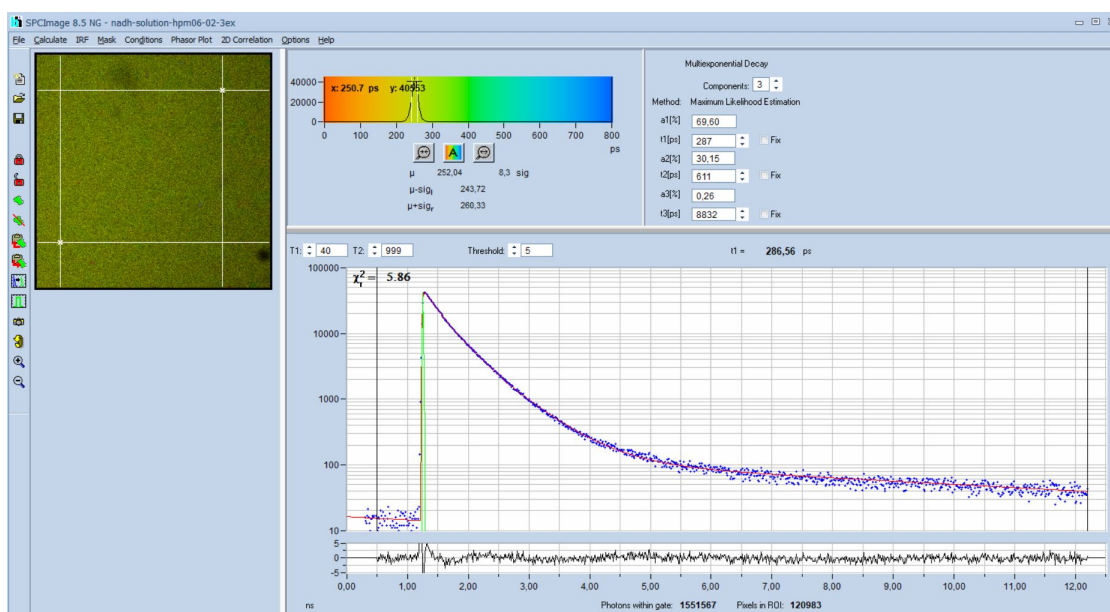 SPCImage 8.5 NG - nadh-solution-hpm06-02-3ex
File Calculate IRF Mask Conditions Phasor Plot 2D Correlation Options Help
x: 250.7 ps y: 40553
40000
20000
0
0 100 200 300 400 500 600 700 800
ps
A
μ 252,04 8,3 sig
μ-sigₗ 243,72
μ+sigᵣ 260,33
Multiexponential Decay
Components: 3
Method: Maximum Likelihood Estimation
a1[%] 69,60
t1[ps] 287 Fix
a2[%] 30,15
t2[ps] 611 Fix
a3[%] 0,26
t3[ps] 8832 Fix
T1: 40 T2: 999 Threshold: 5 t1 = 286,56 ps
χ²ᵣ = 5.86
100000
10000
1000
100
10
5
0
-5
0,00 1,00 2,00 3,00 4,00 5,00 6,00 7,00 8,00 9,00 10,00 11,00 12,00
ns Photons within gate: 1551567 Pixels in ROI: 120983